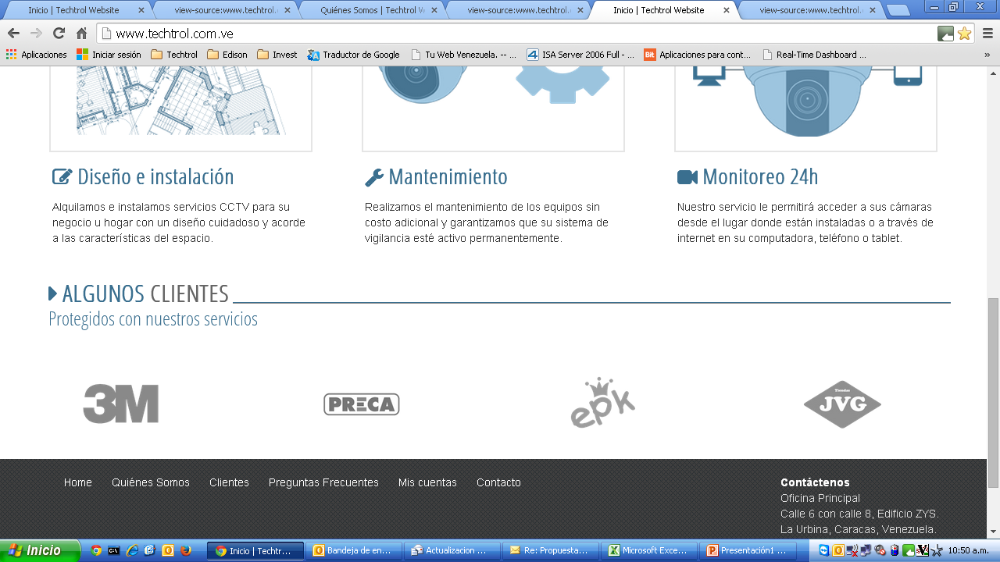 Inicio | Techtrol Website
view-source:www.techtrol.
Quiénes Somos | Techtrol W
view-source:www.techtrol.
Inicio | Techtrol Website
view-source:www.techtrol.
www.techtrol.com.ve
Aplicaciones
Iniciar sesión
Techtrol
Edison
Invest
Traductor de Google
Tu Web Venezuela. -- ...
ISA Server 2006 Full - ...
Bit
Aplicaciones para cont...
Real-Time Dashboard ...
»
Diseño e instalación
Alquilamos e instalamos servicios CCTV para su
negocio u hogar con un diseño cuidadoso y acorde
a las características del espacio.
Mantenimiento
Realizamos el mantenimiento de los equipos sin
costo adicional y garantizamos que su sistema de
vigilancia esté activo permanentemente.
Monitoreo 24h
Nuestro servicio le permitirá acceder a sus cámaras
desde el lugar donde están instaladas o a través de
internet en su computadora, teléfono o tablet.
ALGUNOS CLIENTES
Protegidos con nuestros servicios
3M
PRECA
epk
Tiendas
JVG
Home
Quiénes Somos
Clientes
Preguntas Frecuentes
Mis cuentas
Contacto
Contáctenos
Oficina Principal
Calle 6 con calle 8, Edificio ZYS.
La Urbina, Caracas, Venezuela.
Inicio
Inicio | Techtr...
Bandeja de en...
Actualizacion ...
Re: Propuesta...
Microsoft Exce...
Presentación1 ...
10:50 a.m.